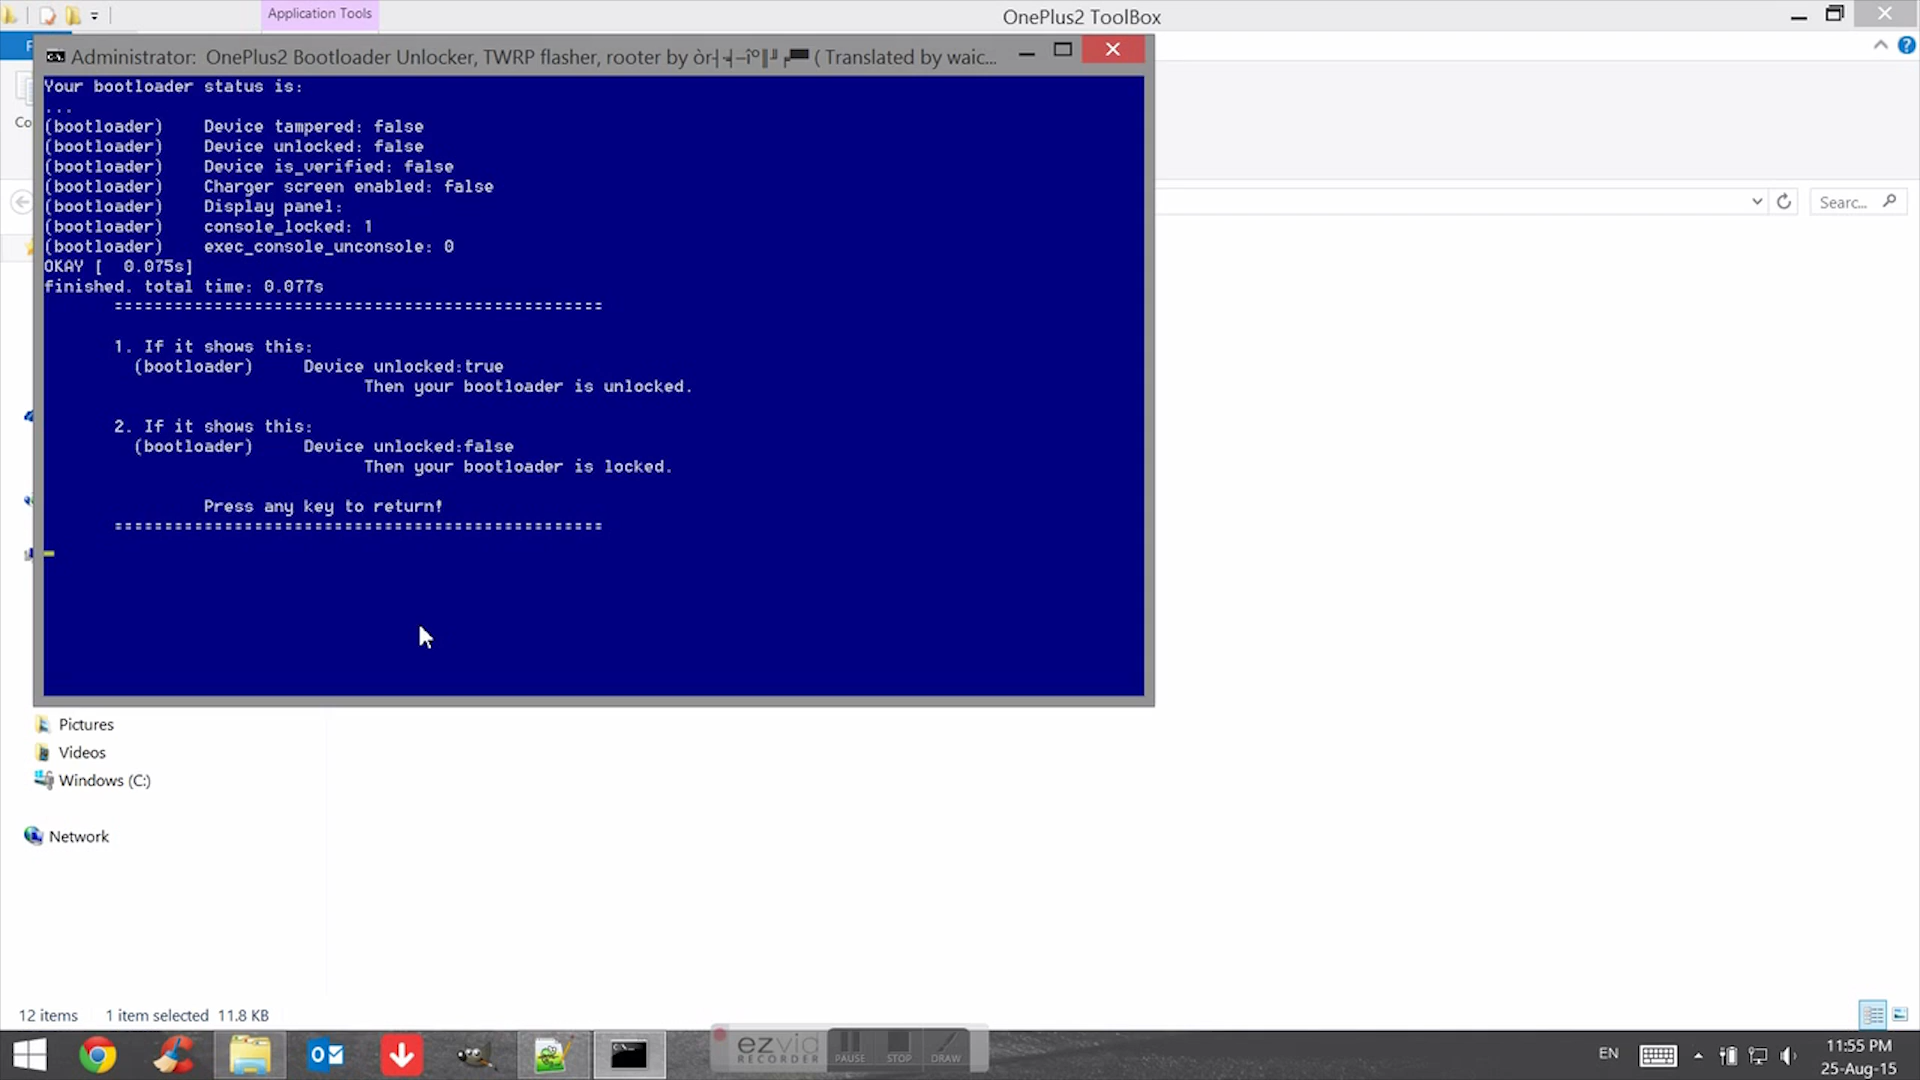 Application Tools
OnePlus2 ToolBox
Administrator: OnePlus2 Bootloader Unlocker, TWRP flasher, rooter by
( Translated by waic...
Your bootloader status is:
...
(bootloader) Device tampered: false
(bootloader) Device unlocked: false
(bootloader) Device is_verified: false
(bootloader) Charger screen enabled: false
(bootloader) Display panel:
(bootloader) console_locked: 1
(bootloader) exec_console_unconsole: 0
OKAY [ 0.075s]
finished. total time: 0.077s
=================================================
1. If it shows this:
(bootloader) Device unlocked:true
Then your bootloader is unlocked.
2. If it shows this:
(bootloader) Device unlocked:false
Then your bootloader is locked.
Press any key to return!
=================================================
F
Co
Searc...
Pictures
Videos
Windows (C:)
Network
12 items 1 item selected 11.8 KB
ezvid
RECORDER
PAUSE
STOP
DRAW
EN
11:55 PM
25-Aug-15